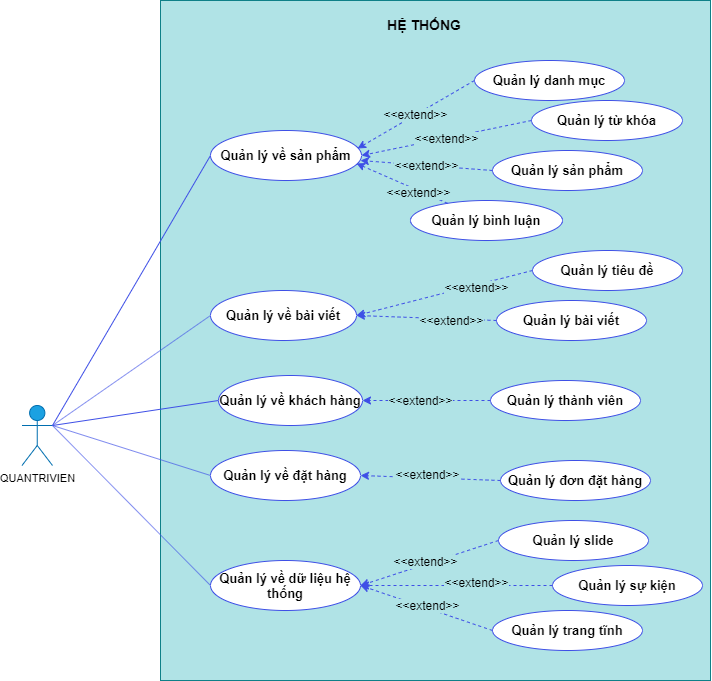 HỆ THỐNG
Quản lý danh mục
<<extend>>
Quản lý từ khóa
<<extend>>
Quản lý về sản phẩm
<<extend>>
Quản lý sản phẩm
<<extend>>
Quản lý bình luận
Quản lý tiêu đề
<<extend>>
Quản lý về bài viết
<<extend>>
Quản lý bài viết
Quản lý về khách hàng
<<extend>>
Quản lý thành viên
QUANTRIVIEN
Quản lý về đặt hàng
<<extend>>
Quản lý đơn đặt hàng
Quản lý slide
<<extend>>
Quản lý về dữ liệu hệ
thống
<<extend>>
Quản lý sự kiện
<<extend>>
Quản lý trang tĩnh